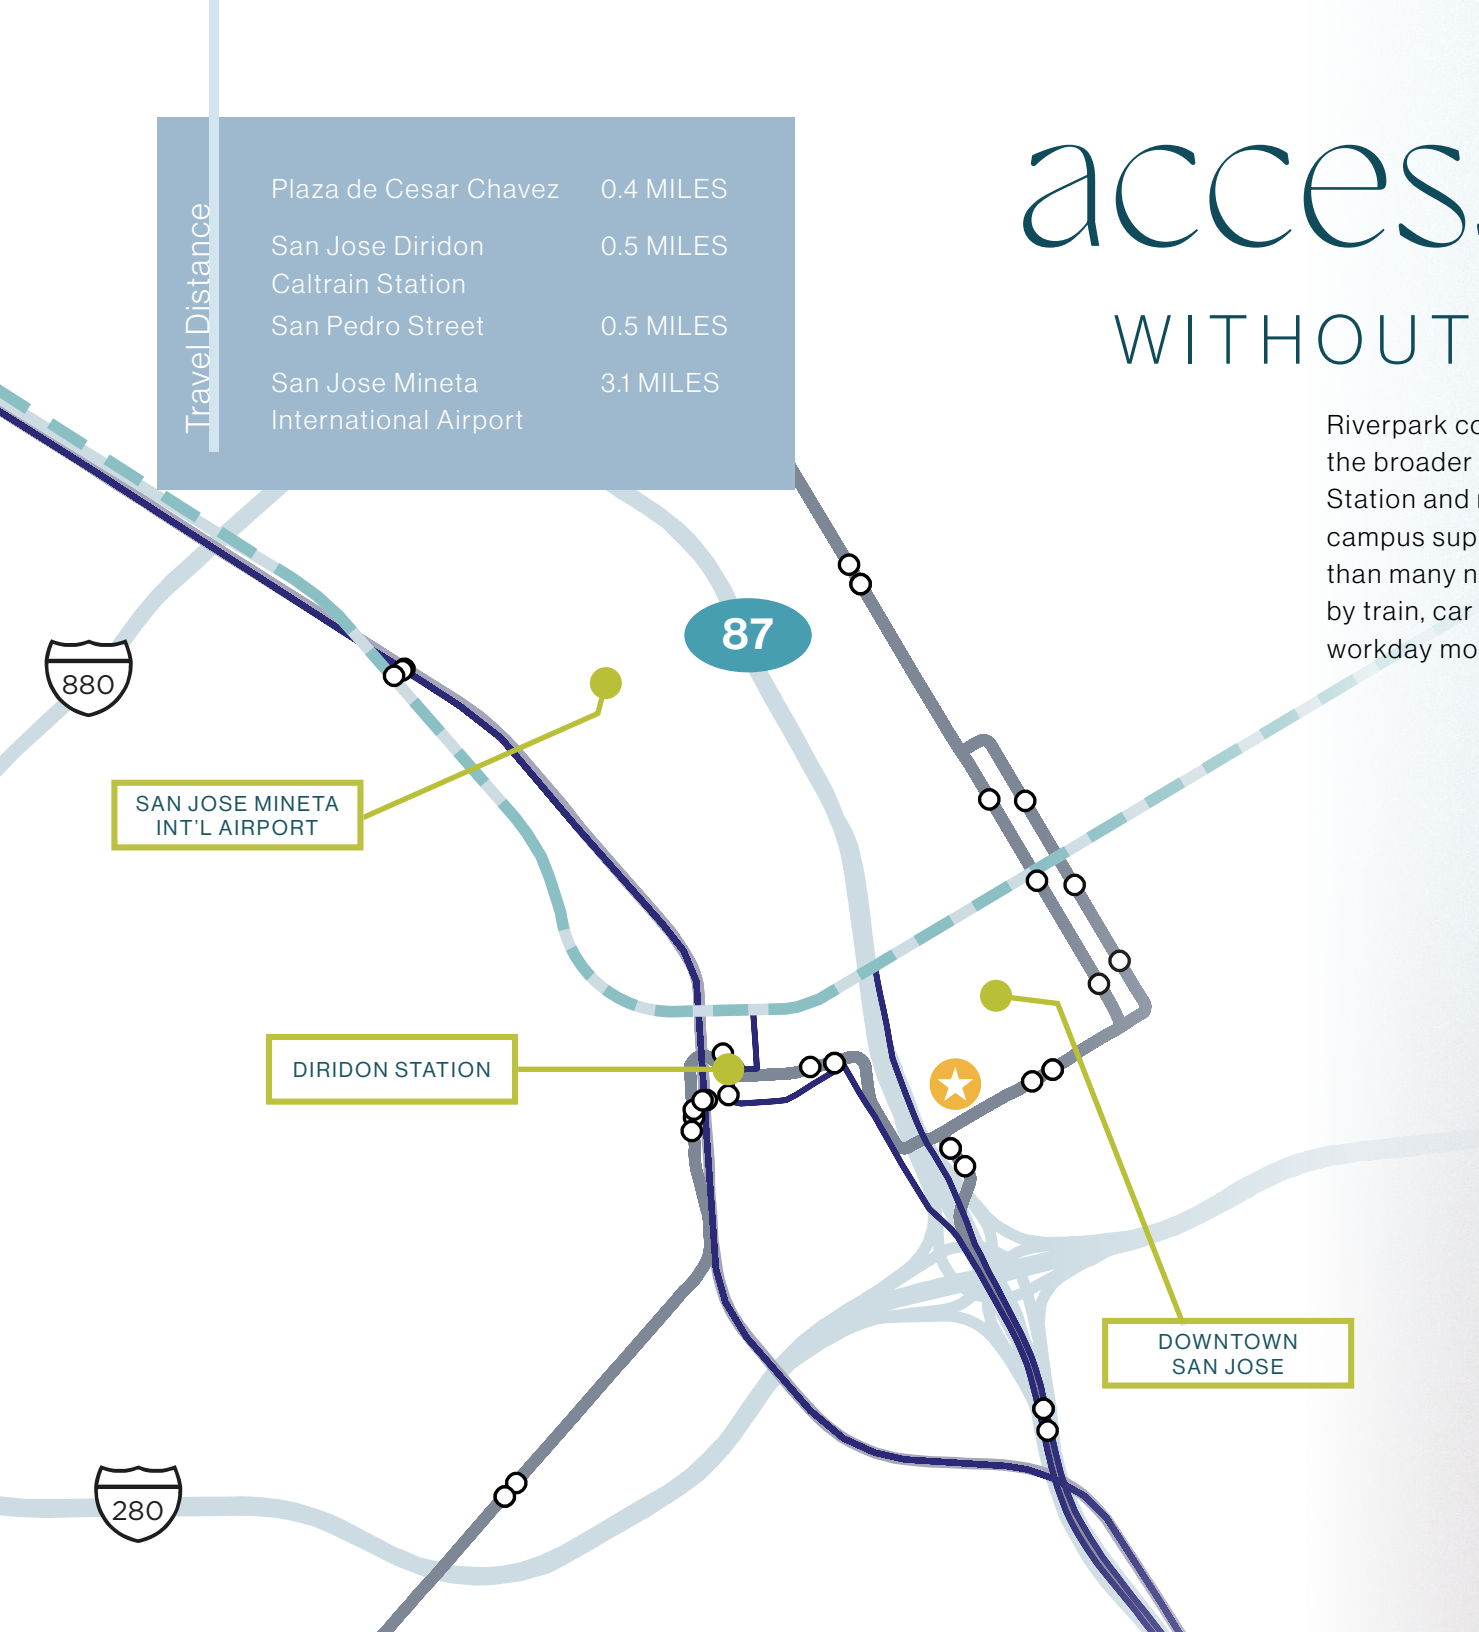 Travel Distance
Plaza de Cesar Chavez 0.4 MILES
San Jose Diridon 0.5 MILES
Caltrain Station
San Pedro Street 0.5 MILES
San Jose Mineta 3.1 MILES
International Airport
acces
WITHOUT
Riverpark co
the broader
Station and
campus sup
than many n
by train, car
workday mo
87
880
SAN JOSE MINETA
INT'L AIRPORT
DIRIDON STATION
DOWNTOWN
SAN JOSE
280